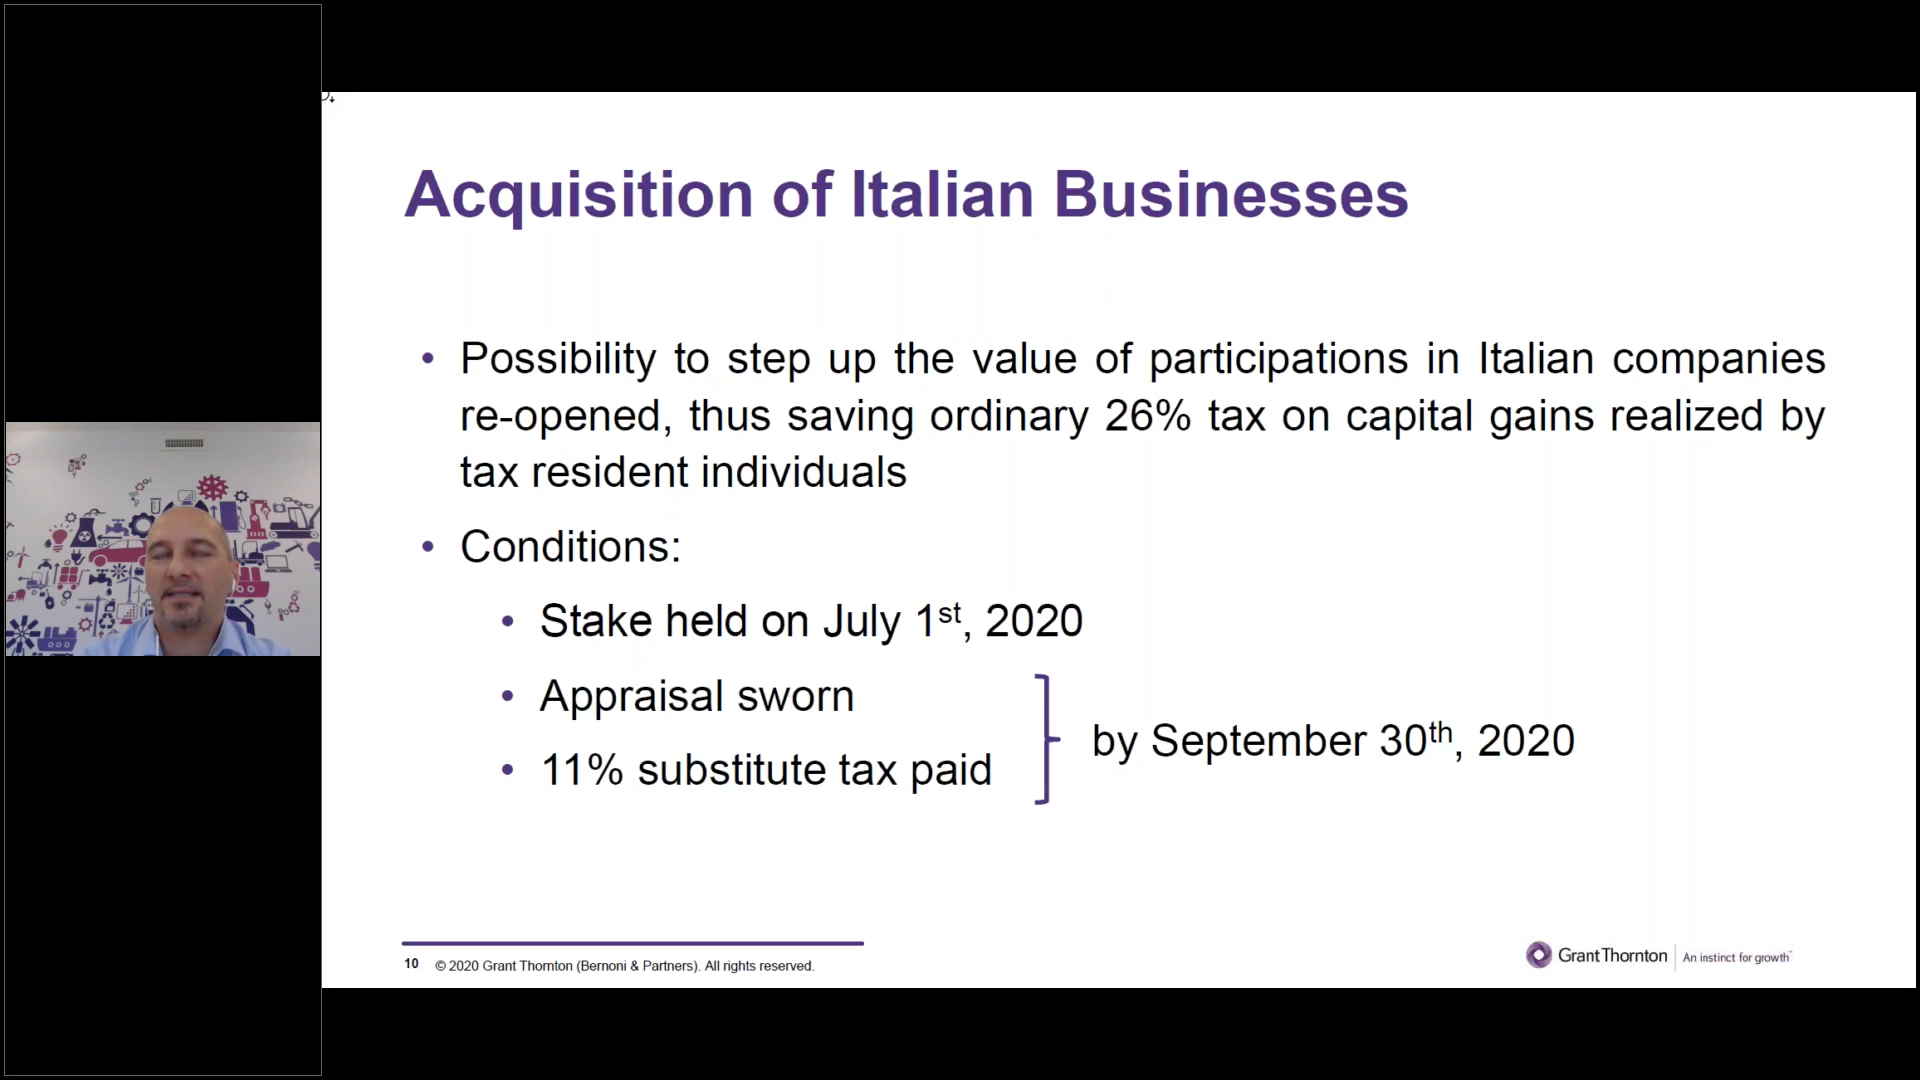 Acquisition of Italian Businesses
• Possibility to step up the value of participations in Italian companies
re-opened, thus saving ordinary 26% tax on capital gains realized by
tax resident individuals
• Conditions:
• Stake held on July 1st, 2020
• Appraisal sworn
• 11% substitute tax paid
by September 30th, 2020
10 © 2020 Grant Thornton (Bernoni & Partners). All rights reserved.
Grant Thornton | An instinct for growth™